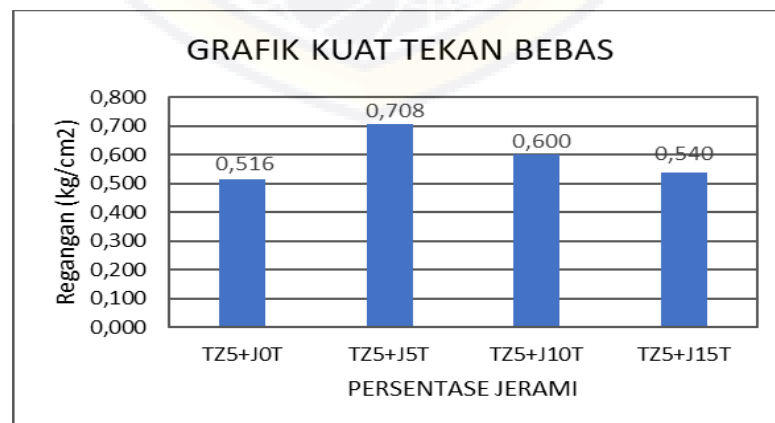 GRAFIK KUAT TEKAN BEBAS
Regangan (kg/cm2)
0,800
0,700
0,600
0,500
0,400
0,300
0,200
0,100
0,000
0,516
0,708
0,600
0,540
TZ5+J0T
TZ5+J5T
TZ5+J10T
TZ5+J15T
PERSENTASE JERAMI